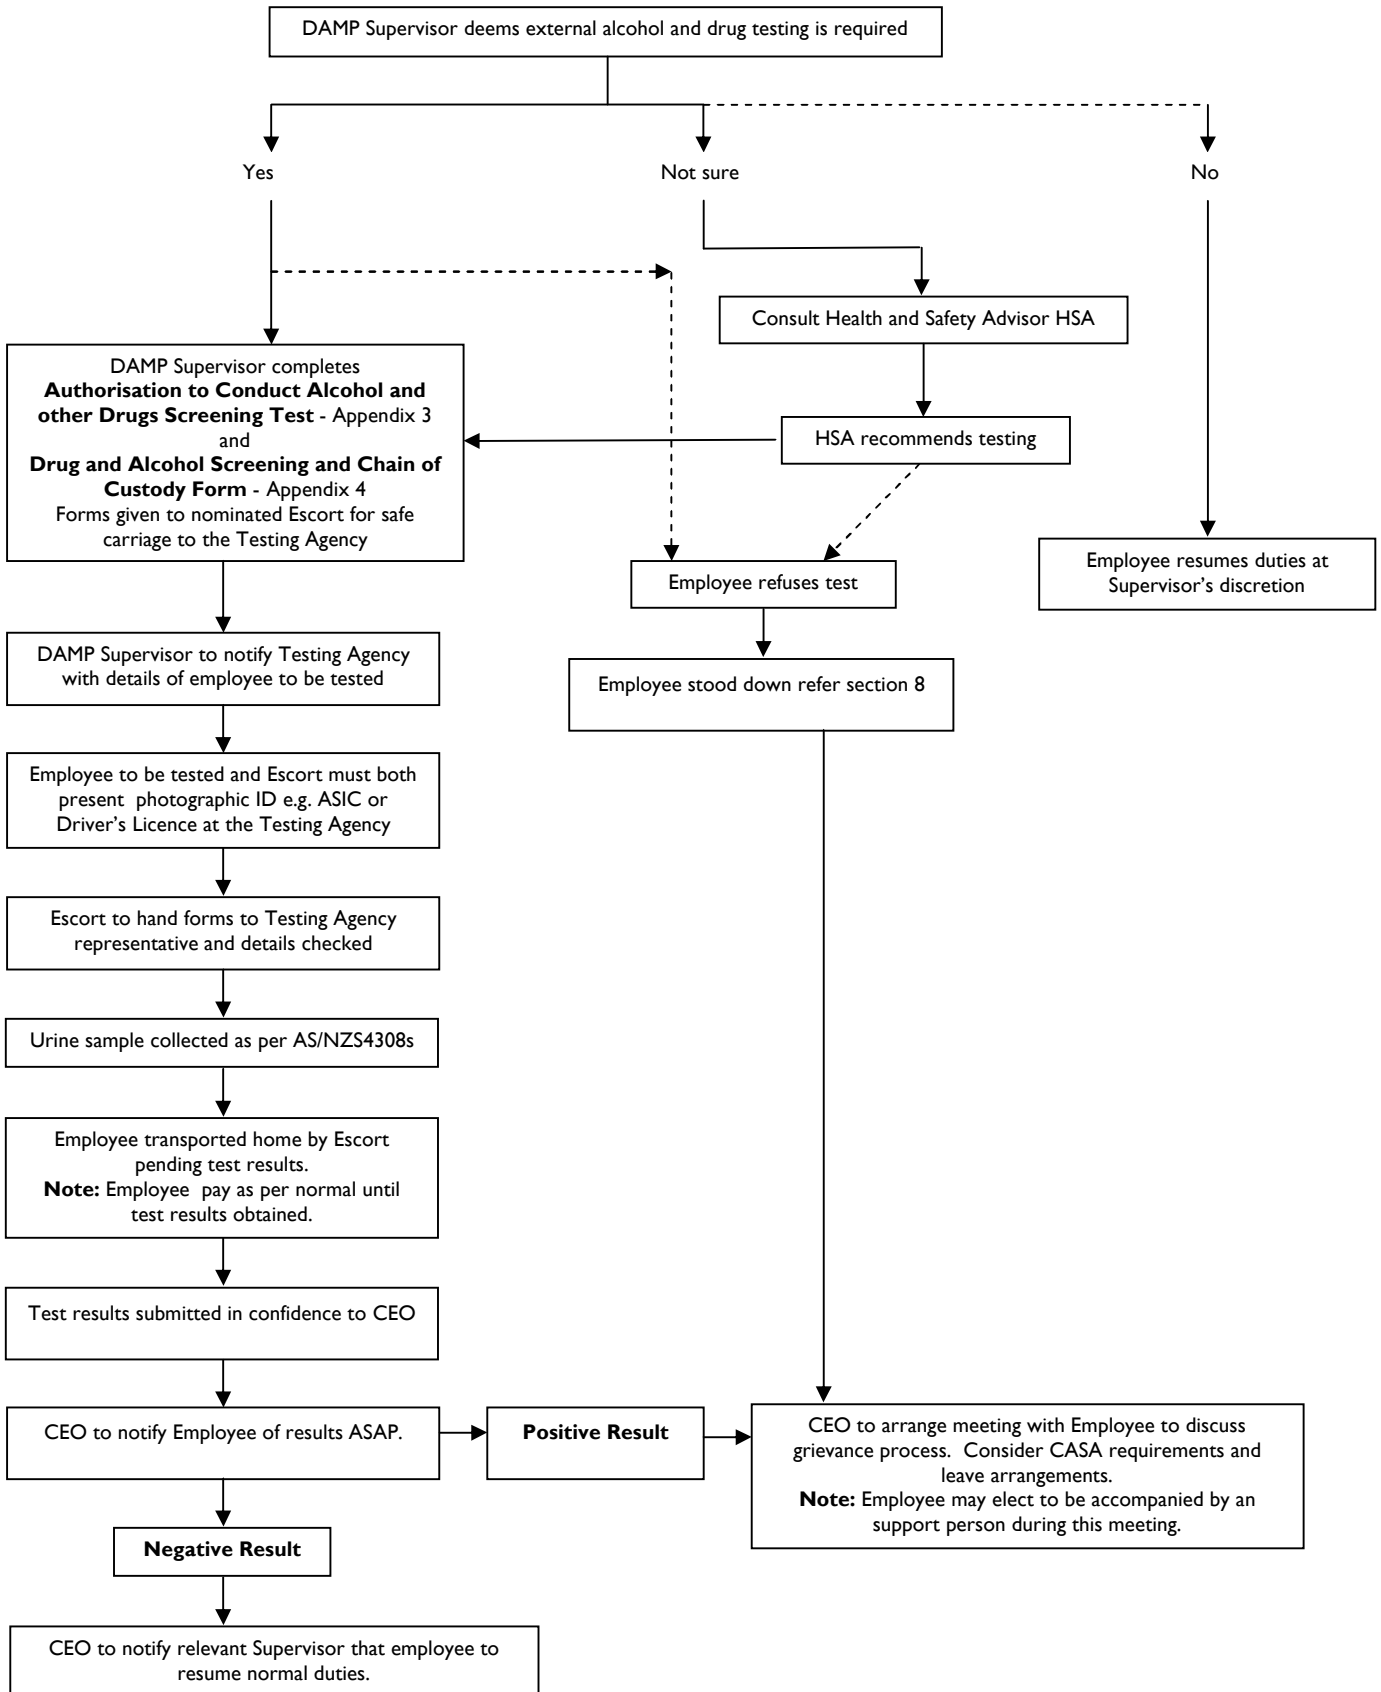 DAMP Supervisor deems external alcohol and drug testing is required
Yes
Not sure
No
Consult Health and Safety Advisor HSA
DAMP Supervisor completes
Authorisation to Conduct Alcohol and
other Drugs Screening Test - Appendix 3
and
Drug and Alcohol Screening and Chain of
Custody Form - Appendix 4
Forms given to nominated Escort for safe
carriage to the Testing Agency
HSA recommends testing
Employee refuses test
Employee resumes duties at
Supervisor's discretion
DAMP Supervisor to notify Testing Agency
with details of employee to be tested
Employee stood down refer section 8
Employee to be tested and Escort must both
present  photographic ID e.g. ASIC or
Driver's Licence at the Testing Agency
Escort to hand forms to Testing Agency
representative and details checked
Urine sample collected as per AS/NZS4308s
Employee transported home by Escort
pending test results.
Note: Employee  pay as per normal until
test results obtained.
Test results submitted in confidence to CEO
CEO to notify Employee of results ASAP.
Positive Result
CEO to arrange meeting with Employee to discuss
grievance process.  Consider CASA requirements and
leave arrangements.
Note: Employee may elect to be accompanied by an
support person during this meeting.
Negative Result
CEO to notify relevant Supervisor that employee to
resume normal duties.